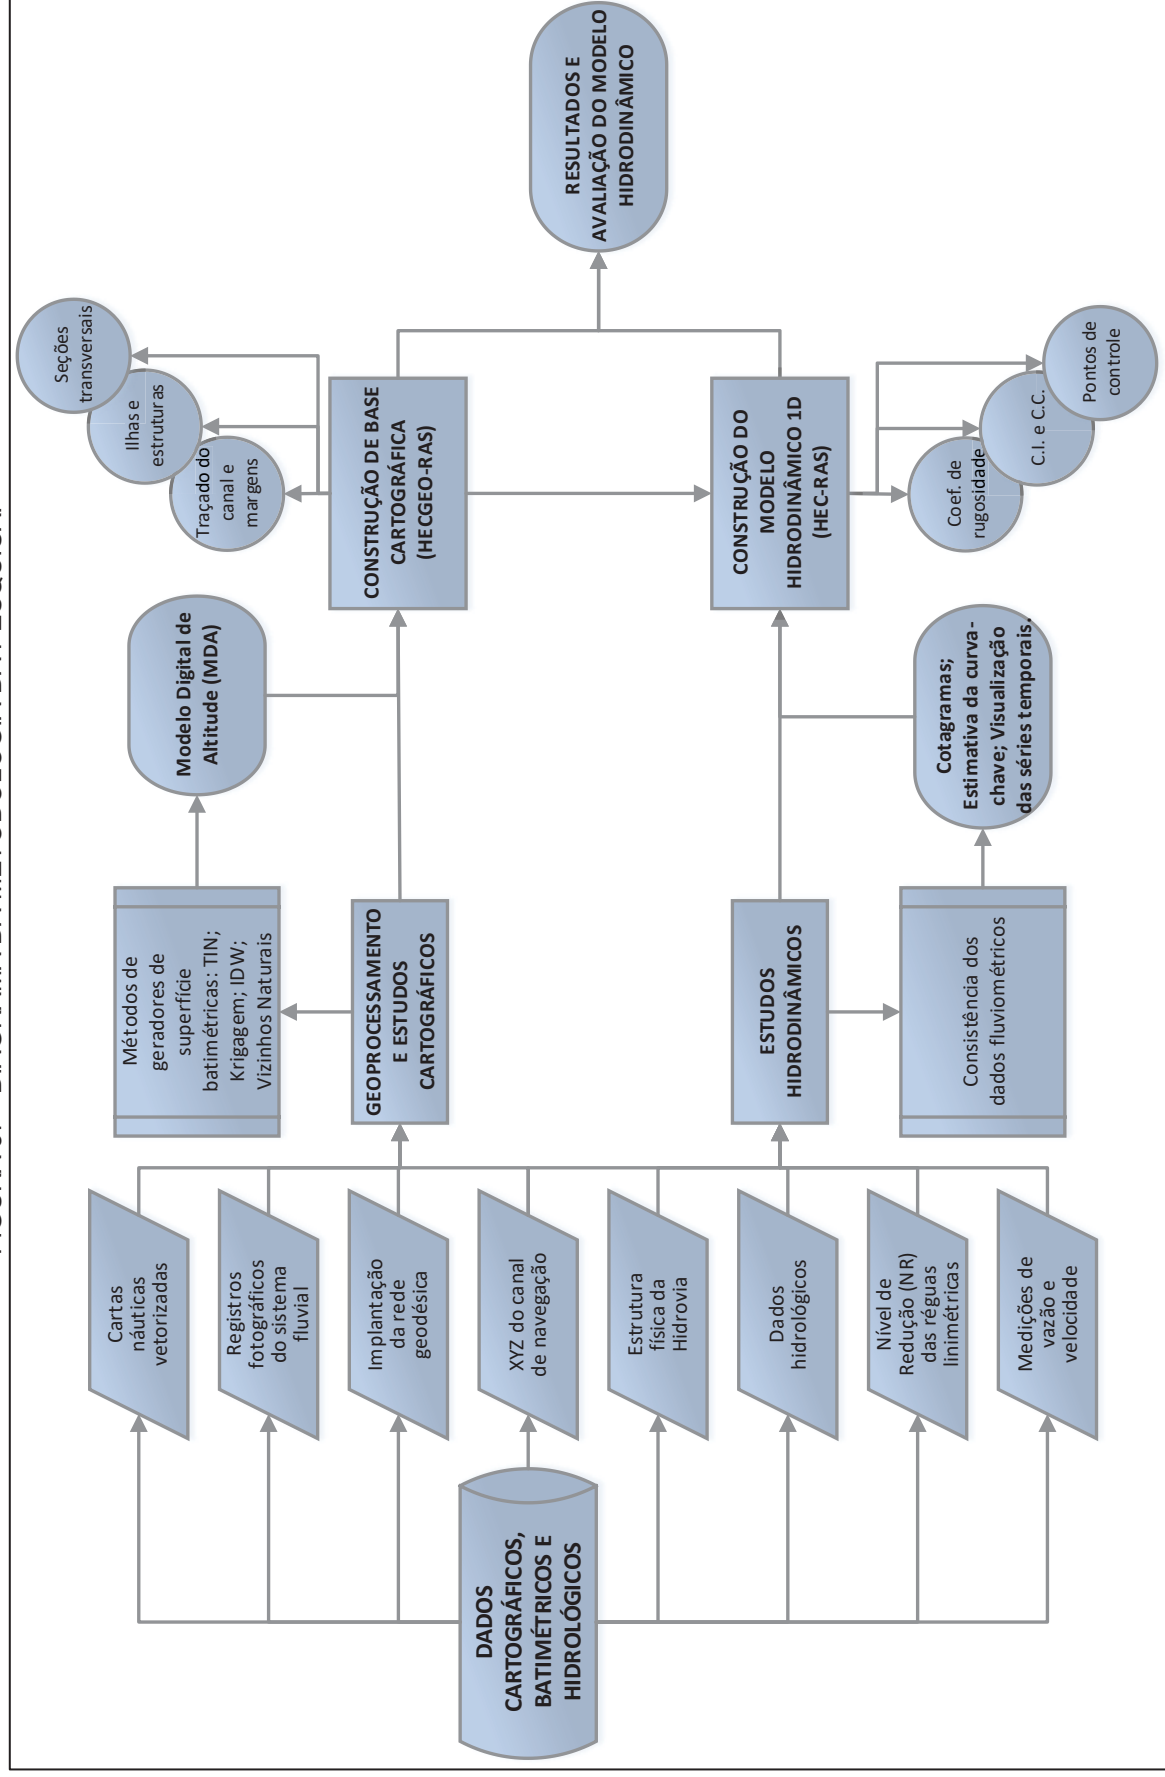 DADOS
CARTOGRÁFICOS,
BATIMÉTRICOS E
HIDROLÓGICOS
Cartas
náuticas
vetorizadas
Registros
fotográficos
do sistema
fluvial
Implantação
da rede
geodésica
XYZ do canal
de navegação
Estrutura
física da
Hidrovia
Dados
hidrológicos
Nível de
Redução (NR)
das réguas
linimétricas
Medições de
vazão e
velocidade
Métodos de
geradores de
superfície
batimétricas: TIN;
Krigagem; IDW;
Vizinhos Naturais
GEOPROCESSAMENTO
E ESTUDOS
CARTOGRÁFICOS
ESTUDOS
HIDRODINÂMICOS
Consistência dos
dados fluviométricos
Modelo Digital de
Altitude (MDA)
Cotagramas;
Estimativa da curva-
chave; Visualização
das séries temporais.
CONSTRUÇÃO DE BASE
CARTOGRÁFICA
(HECGEO-RAS)
CONSTRUÇÃO DO
MODELO
HIDRODINÂMICO 1D
(HEC-RAS)
Traçado do
canal e
margens
Ilhas e
estruturas
Seções
transversais
Coef. de
rugosidade
C.I. e C.C.
Pontos de
controle
RESULTADOS E
AVALIAÇÃO DO MODELO
HIDRODINÂMICO